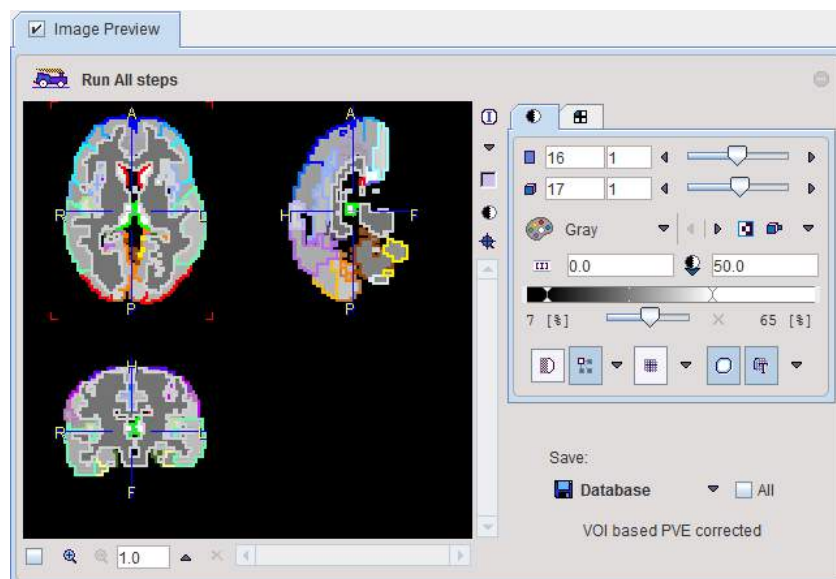 Image Preview
Run All steps
A A
R L H F
P P
H
R L
F
1.0
16 1
17 1
Gray
0.0 50.0
7 [%] 65 [%]
Save:
Database All
VOI based PVE corrected